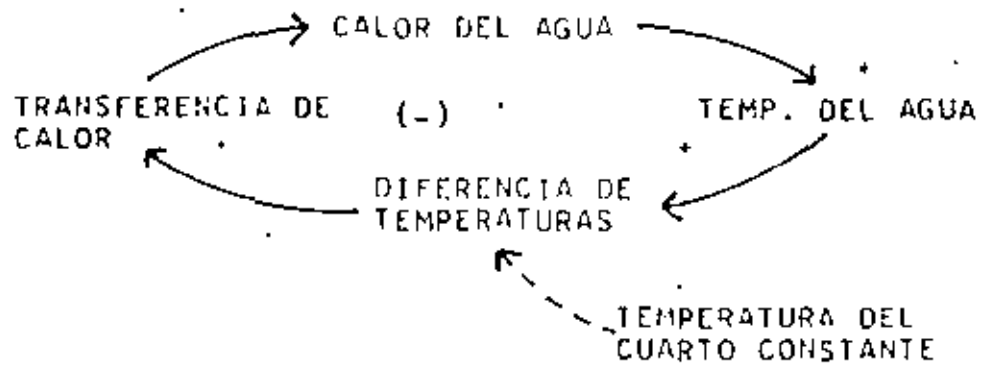 CALOR DEL AGUA
TRANSFERENCIA DE
CALOR
(-)
+
TEMP. DEL AGUA
+
DIFERENCIA DE
TEMPERATURAS
TEMPERATURA DEL
CUARTO CONSTANTE